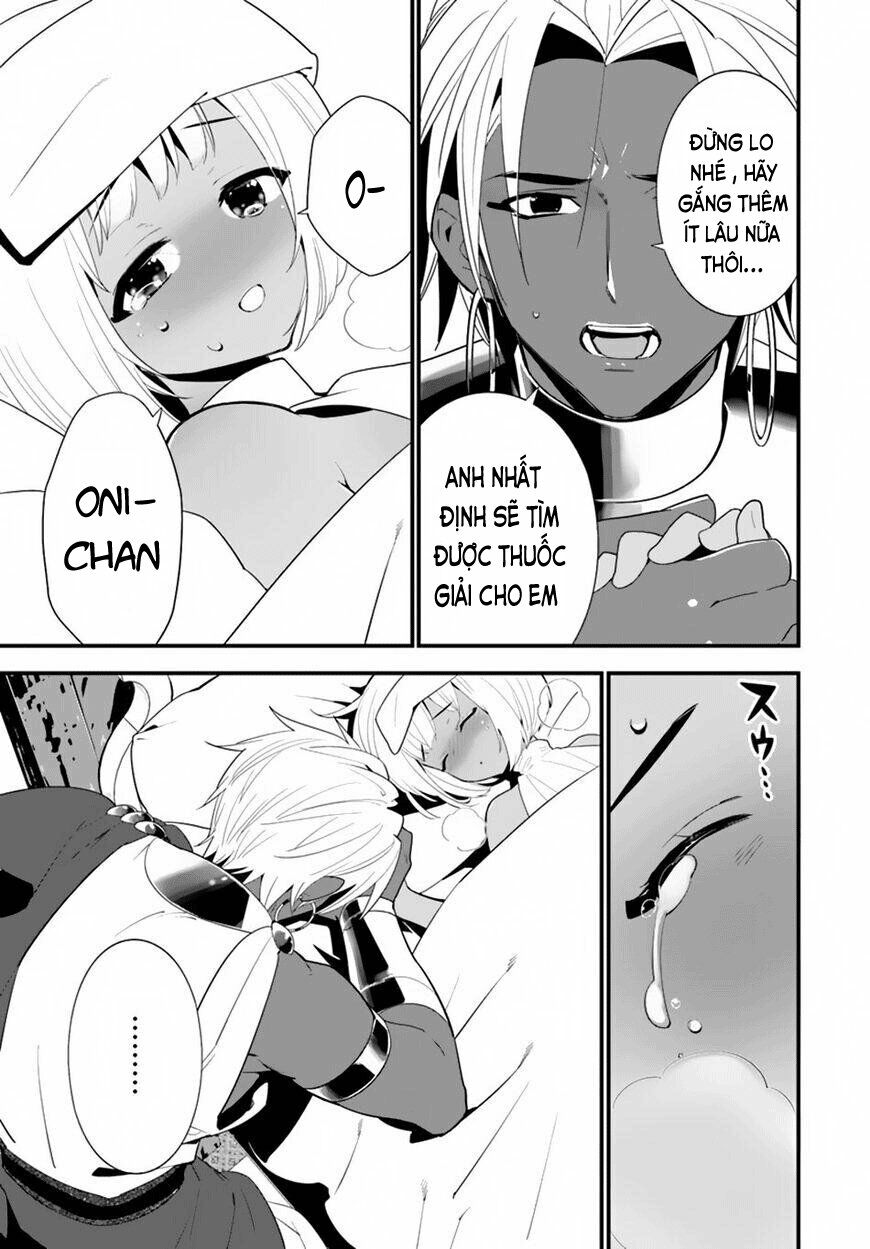 ĐỪNG LO
NHÉ , HÃY
GẮNG THÊM
ÍT LÂU NỮA
THÔI...
ANH NHẤT
ĐỊNH SẼ TÌM
ĐƯỢC THUỐC
GIẢI CHO EM
O-
ONI-
CHAN
スゥ…
………